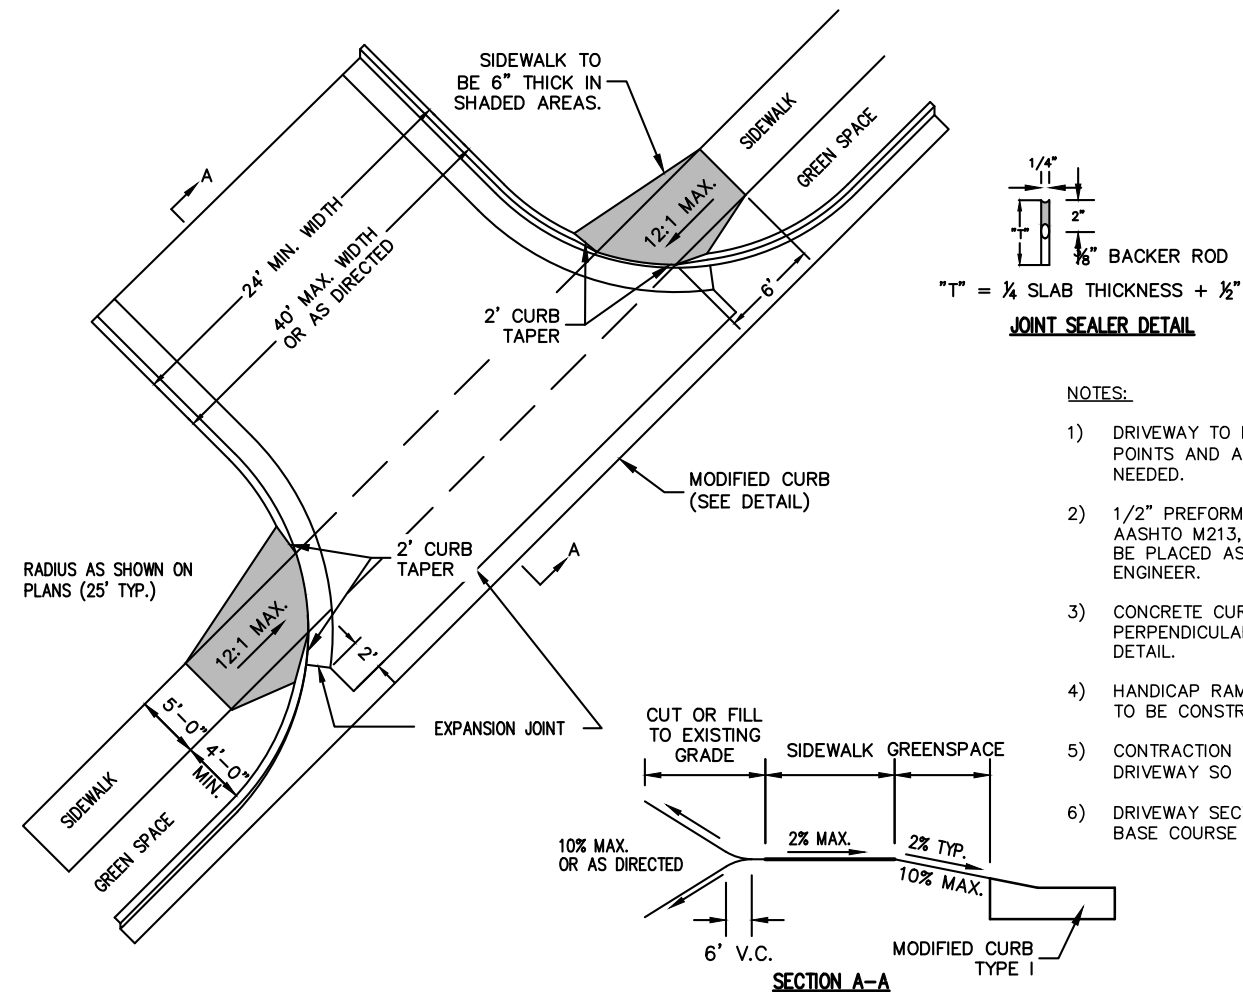 SIDEWALK TO
BE 6" THICK IN
SHADED AREAS.
SIDEWALK
GREEN SPACE
A
12:1 MAX.
24' MIN. WIDTH
40' MAX. WIDTH
OR AS DIRECTED
6'
2' CURB
TAPER
MODIFIED CURB
(SEE DETAIL)
A
2' CURB
TAPER
RADIUS AS SHOWN ON
PLANS (25' TYP.)
12:1 MAX.
2'
EXPANSION JOINT
5'-0"
4'-0"
MIN.
SIDEWALK
GREEN SPACE
1/4"
2"
"T"
⅜" BACKER ROD
"T" = ¼ SLAB THICKNESS + ½"
JOINT SEALER DETAIL
NOTES:
1) DRIVEWAY TO
POINTS AND
NEEDED.
2) 1/2" PREFORM
AASHTO M213,
BE PLACED AS
ENGINEER.
3) CONCRETE CUR
PERPENDICULA
DETAIL.
4) HANDICAP RAM
TO BE CONSTR
5) CONTRACTION
DRIVEWAY SO
6) DRIVEWAY SEC
BASE COURSE
CUT OR FILL
TO EXISTING
GRADE
SIDEWALK
GREENSPACE
10% MAX.
OR AS DIRECTED
2% MAX.
2% TYP.
10% MAX.
6' V.C.
MODIFIED CURB
TYPE I
SECTION A-A